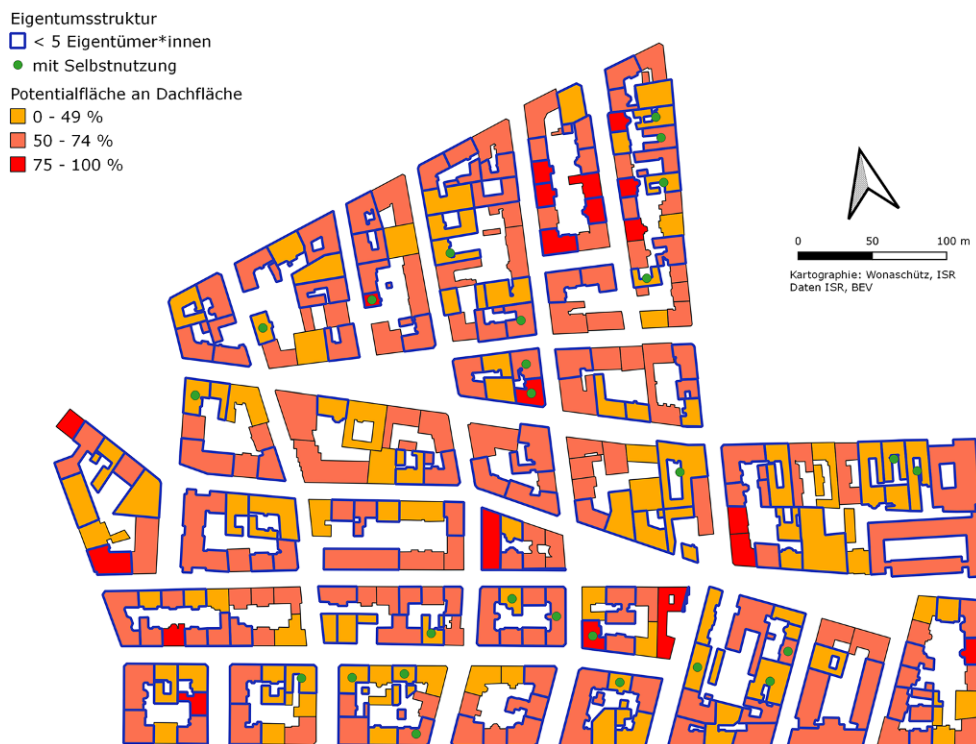 Eigentumsstruktur
< 5 Eigentümer*innen
mit Selbstnutzung
Potentialfläche an Dachfläche
0 - 49 %
50 - 74 %
75 - 100 %
0 50 100 m
Kartographie: Wonaschütz, ISR
Daten ISR, BEV